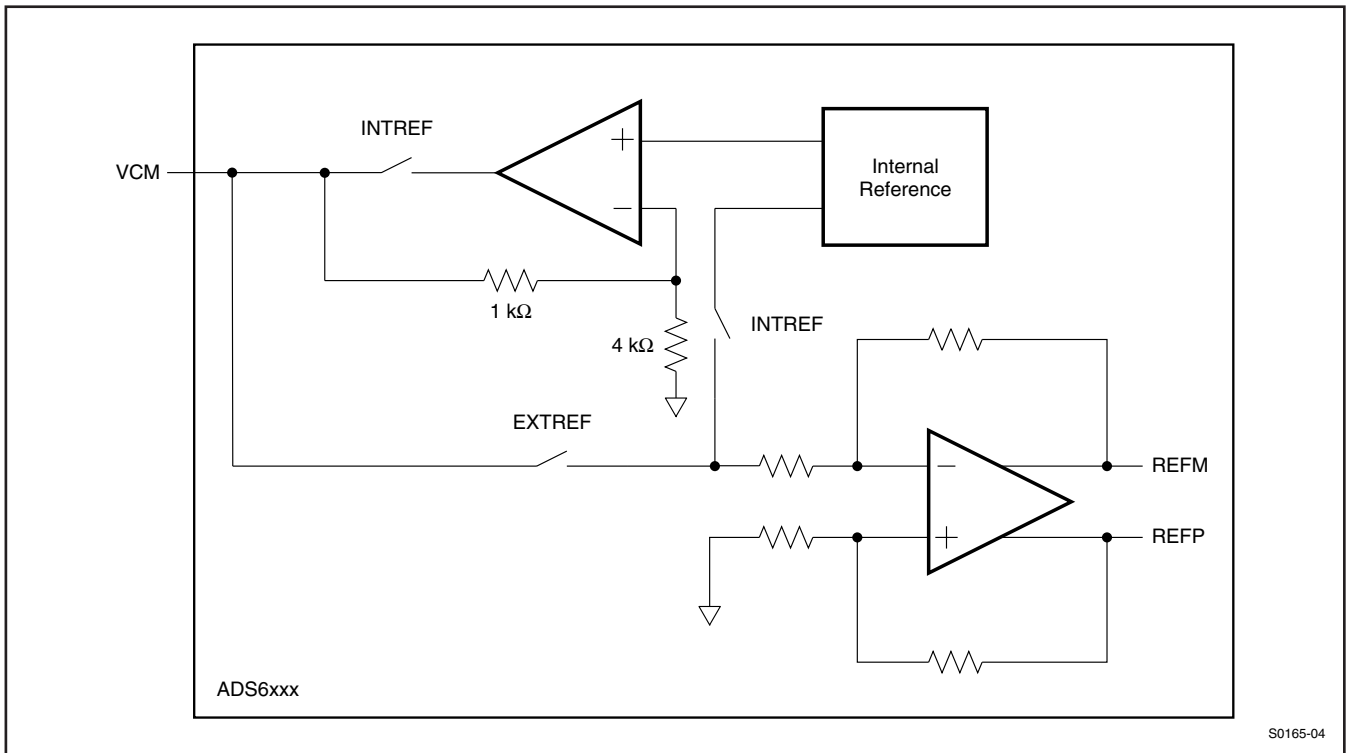 INTREF
VCM
+
−
Internal
Reference
1 kΩ
4 kΩ
INTREF
EXTREF
−
REFM
+
REFP
ADS6xxx
S0165-04